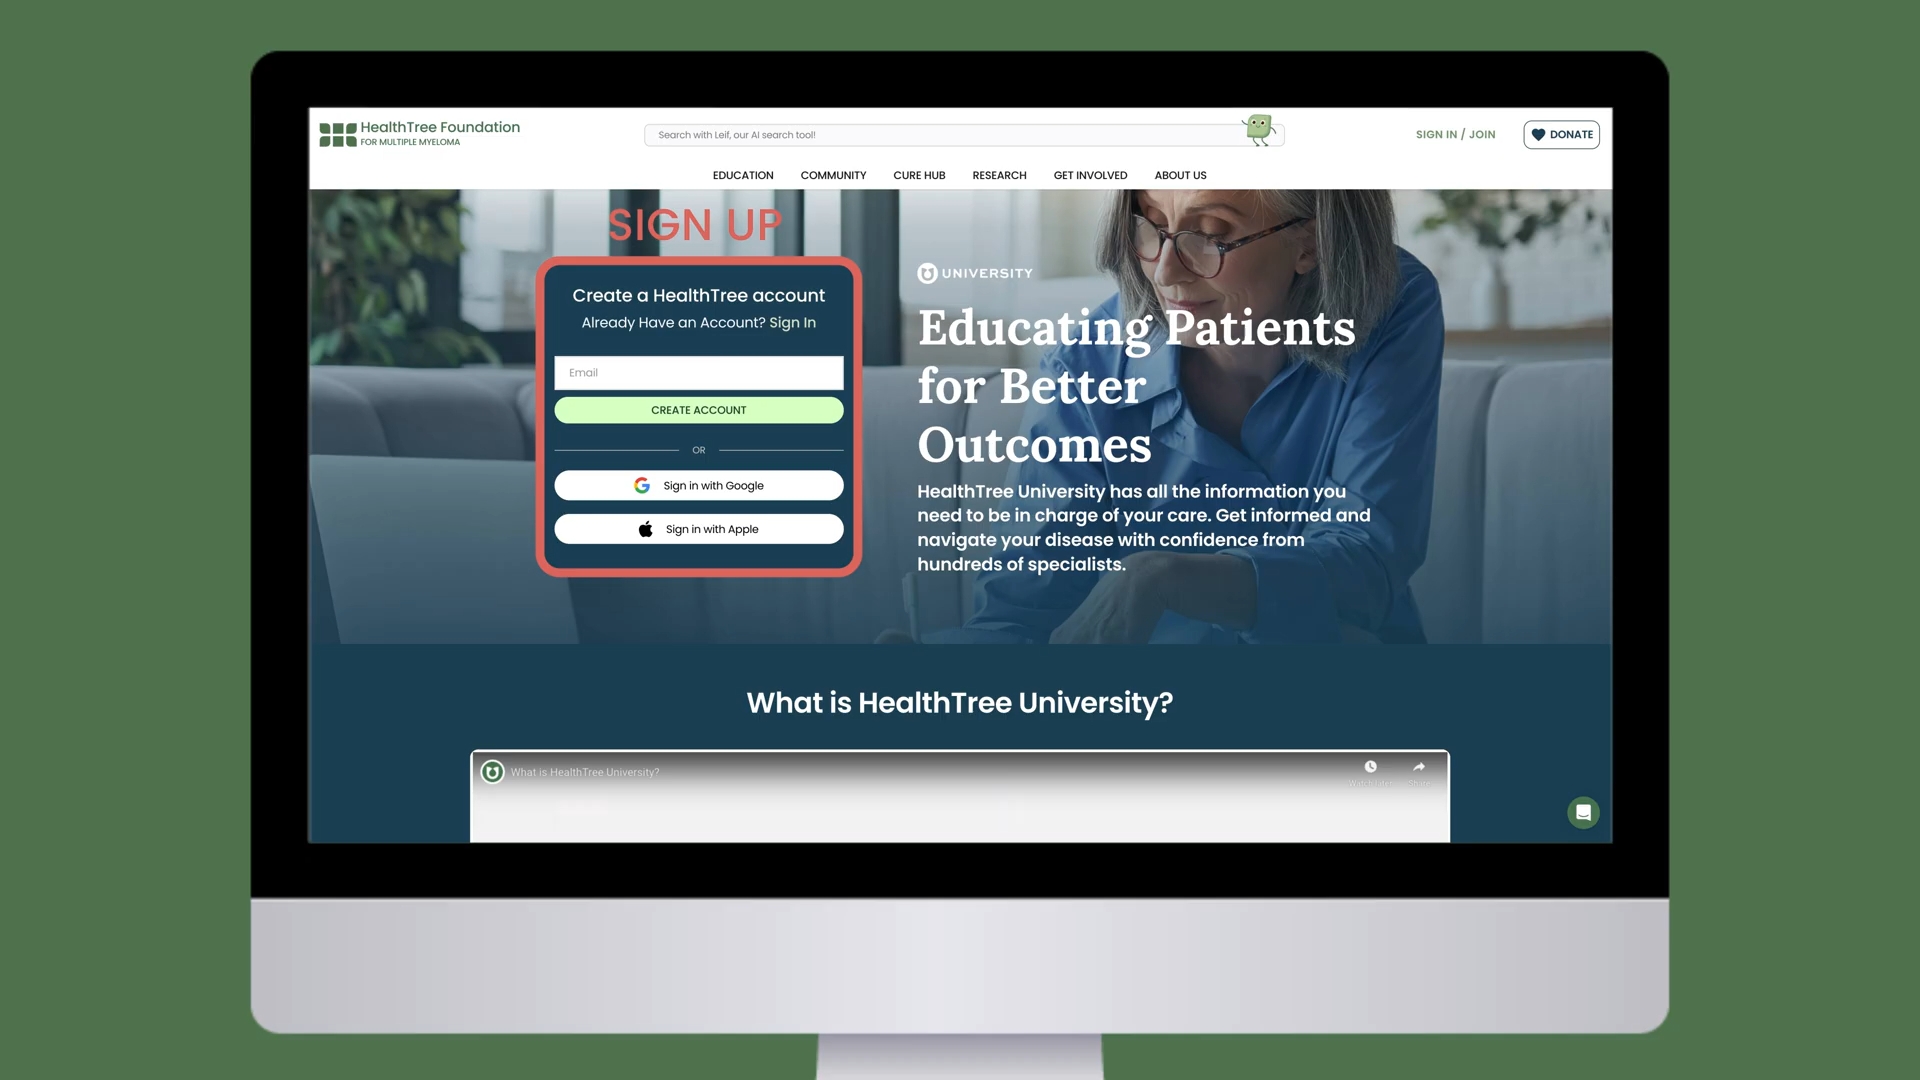 HealthTree Foundation
FOR MULTIPLE MYELOMA
Search with Leif, our AI search tool!
SIGN IN / JOIN
DONATE
EDUCATION COMMUNITY CURE HUB RESEARCH GET INVOLVED ABOUT US
SIGN UP
Create a HealthTree account
Already Have an Account? Sign In
Email
CREATE ACCOUNT
OR
Sign in with Google
Sign in with Apple
UNIVERSITY
Educating Patients
for Better
Outcomes
HealthTree University has all the information you
need to be in charge of your care. Get informed and
navigate your disease with confidence from
hundreds of specialists.
What is HealthTree University?
What is HealthTree University?
Share